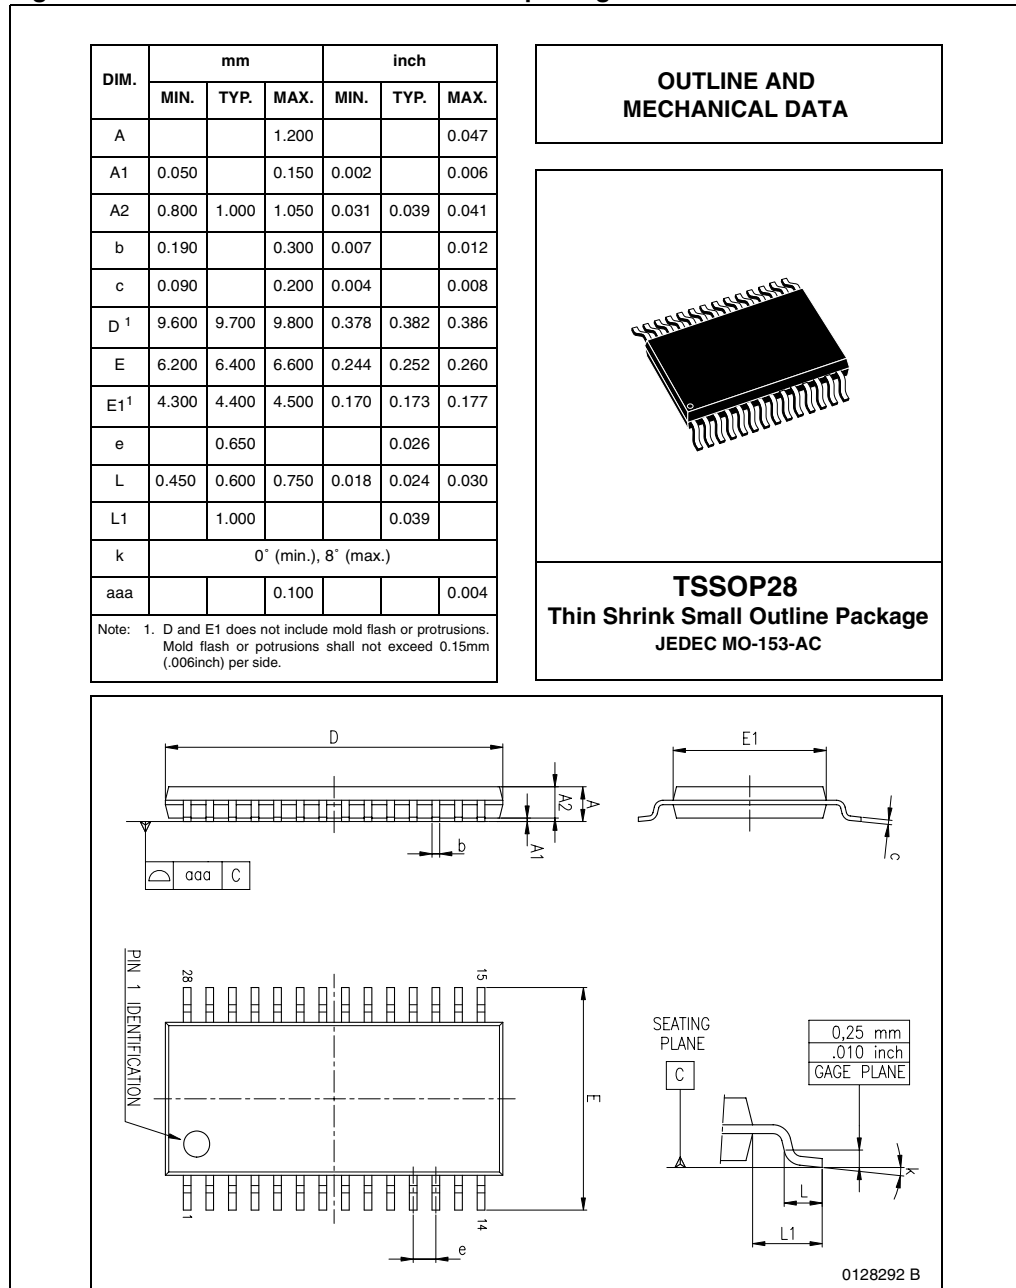 DIM. mm inch
MIN. TYP. MAX. MIN. TYP. MAX.
A 1.200 0.047
A1 0.050 0.150 0.002 0.006
A2 0.800 1.000 1.050 0.031 0.039 0.041
b 0.190 0.300 0.007 0.012
c 0.090 0.200 0.004 0.008
D 1 9.600 9.700 9.800 0.378 0.382 0.386
E 6.200 6.400 6.600 0.244 0.252 0.260
E1 1 4.300 4.400 4.500 0.170 0.173 0.177
e 0.650 0.026
L 0.450 0.600 0.750 0.018 0.024 0.030
L1 1.000 0.039
k 0˚ (min.), 8˚ (max.)
aaa 0.100 0.004
Note: 1. D and E1 does not include mold flash or protrusions.
Mold flash or potrusions shall not exceed 0.15mm
(.006inch) per side.
OUTLINE AND
MECHANICAL DATA
TSSOP28
Thin Shrink Small Outline Package
JEDEC MO-153-AC
D
A2
A
b
A1
aaa C
E1
c
PIN 1 IDENTIFICATION
28
15
E
1
14
e
SEATING
PLANE
C
0,25 mm
.010 inch
GAGE PLANE
k
L
L1
0128292 B